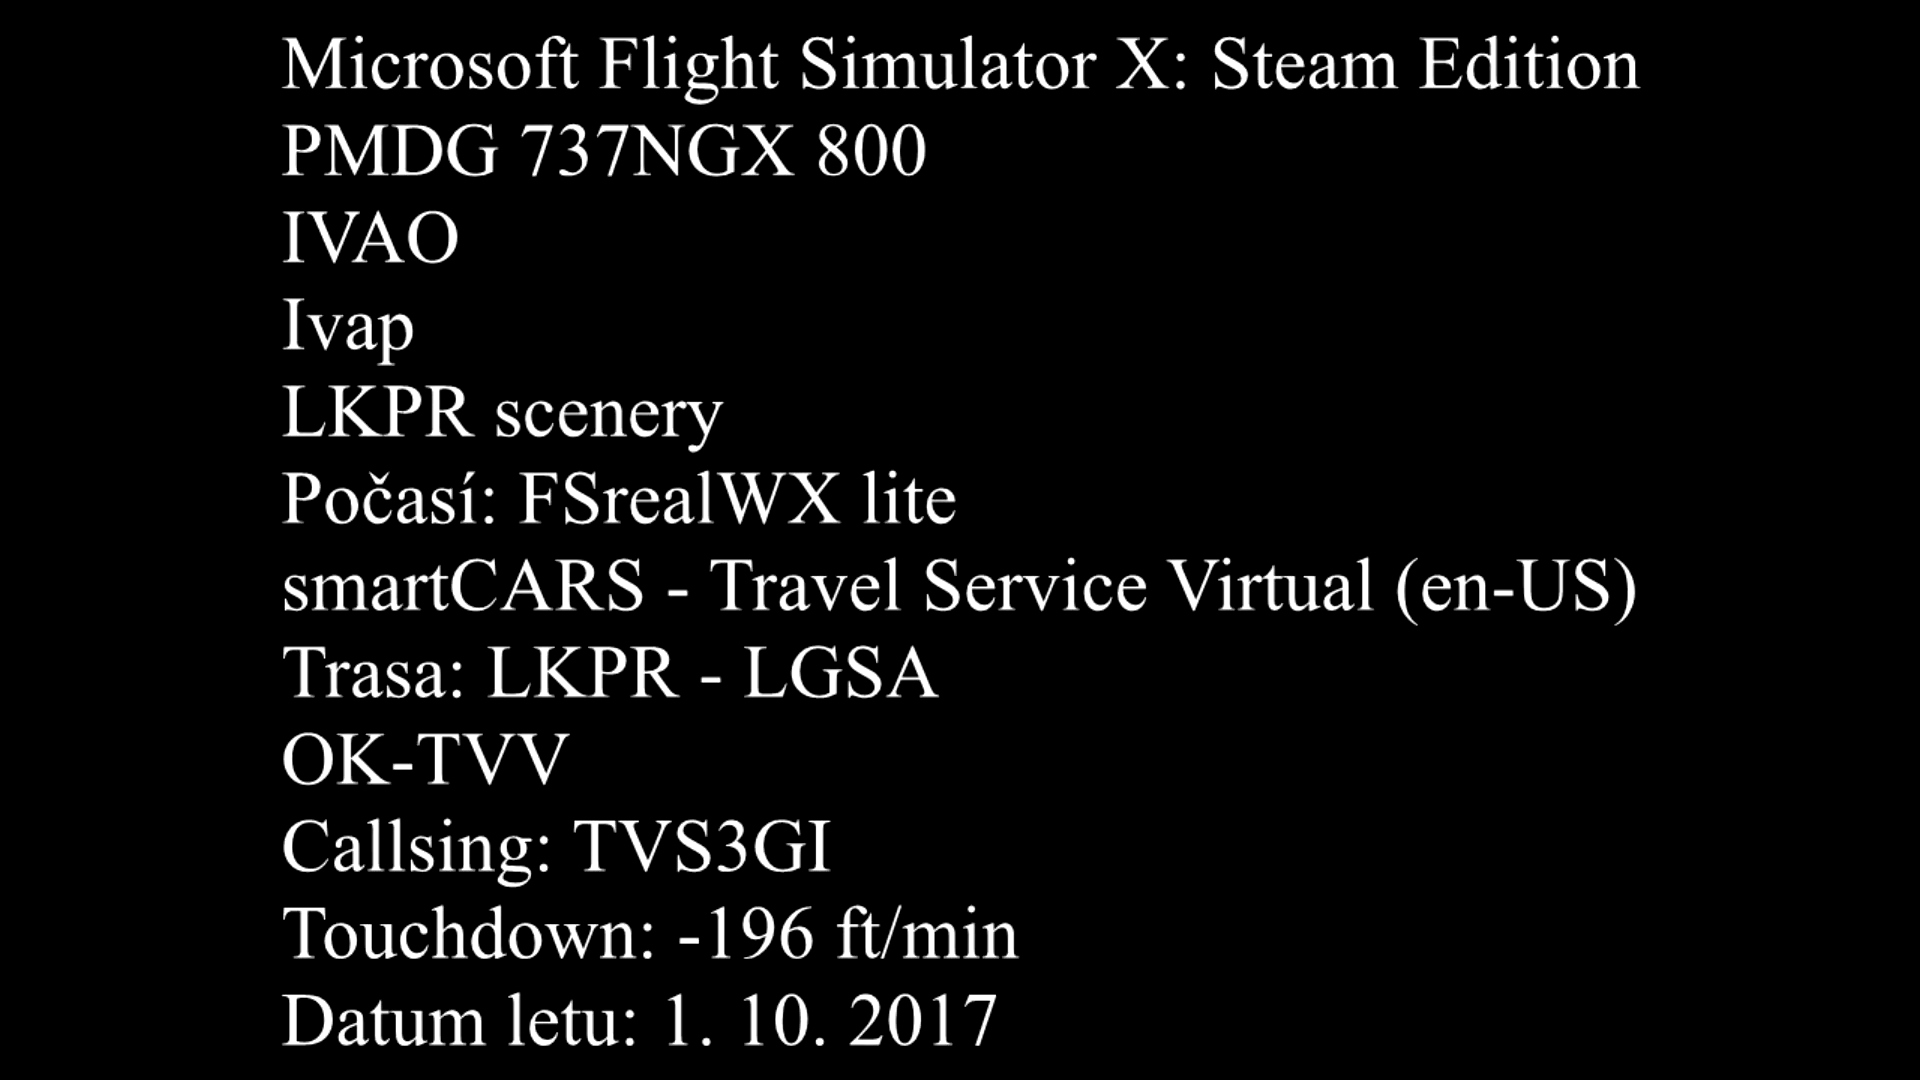 Microsoft Flight Simulator X: Steam Edition
PMDG 737NGX 800
IVAO
Ivap
LKPR scenery
Počasí: FSrealWX lite
smartCARS - Travel Service Virtual (en-US)
Trasa: LKPR - LGSA
OK-TVV
Callsing: TVS3GI
Touchdown: -196 ft/min
Datum letu: 1. 10. 2017